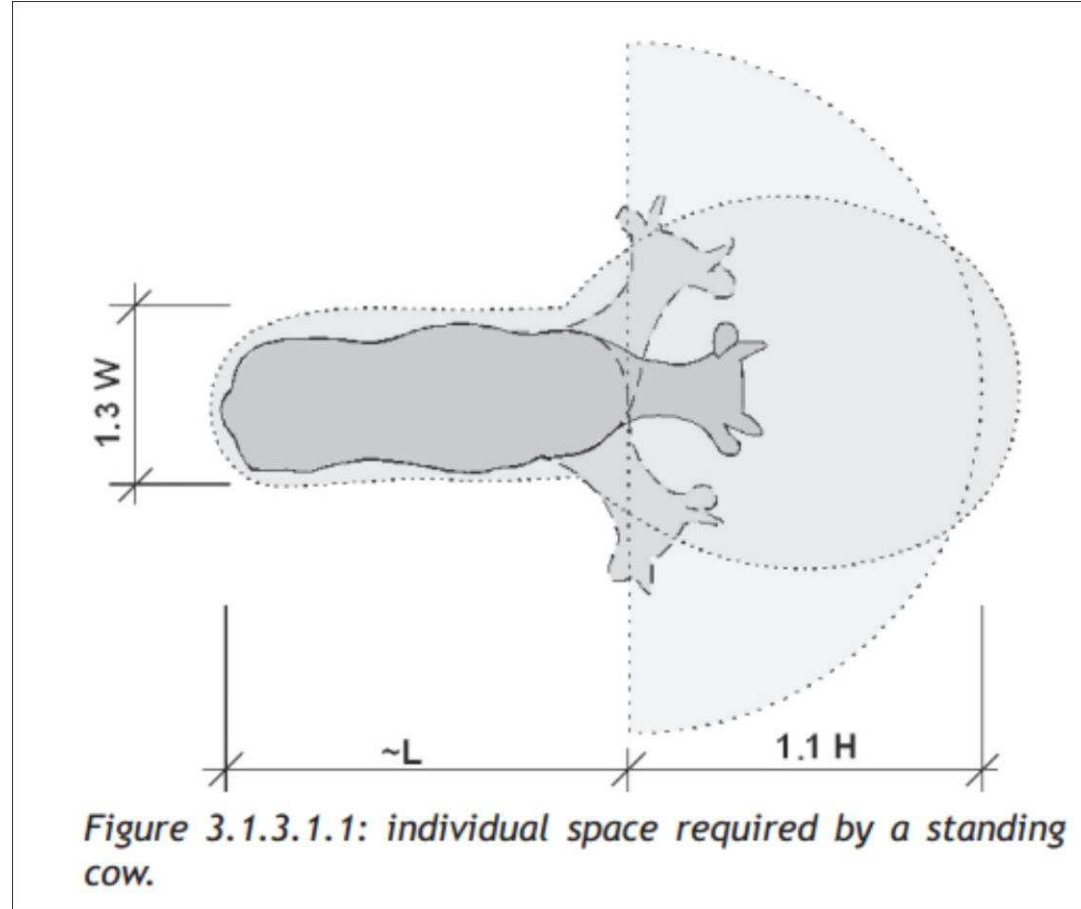 1.3 W
~L
1.1 H
Figure 3.1.3.1.1: individual space required by a standing
cow.